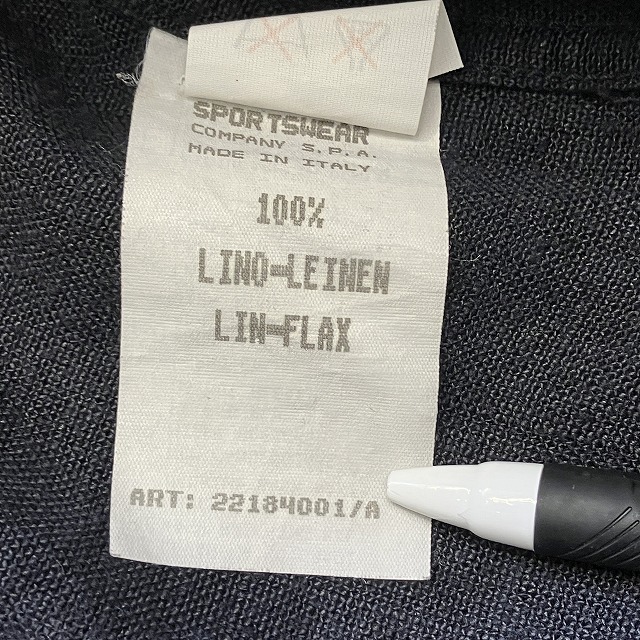 SPORTSWEAR
COMPANY S.P.A.
MADE IN ITALY
100%
LINO-LEINEN
LIN-FLAX
ART: 22184001/A